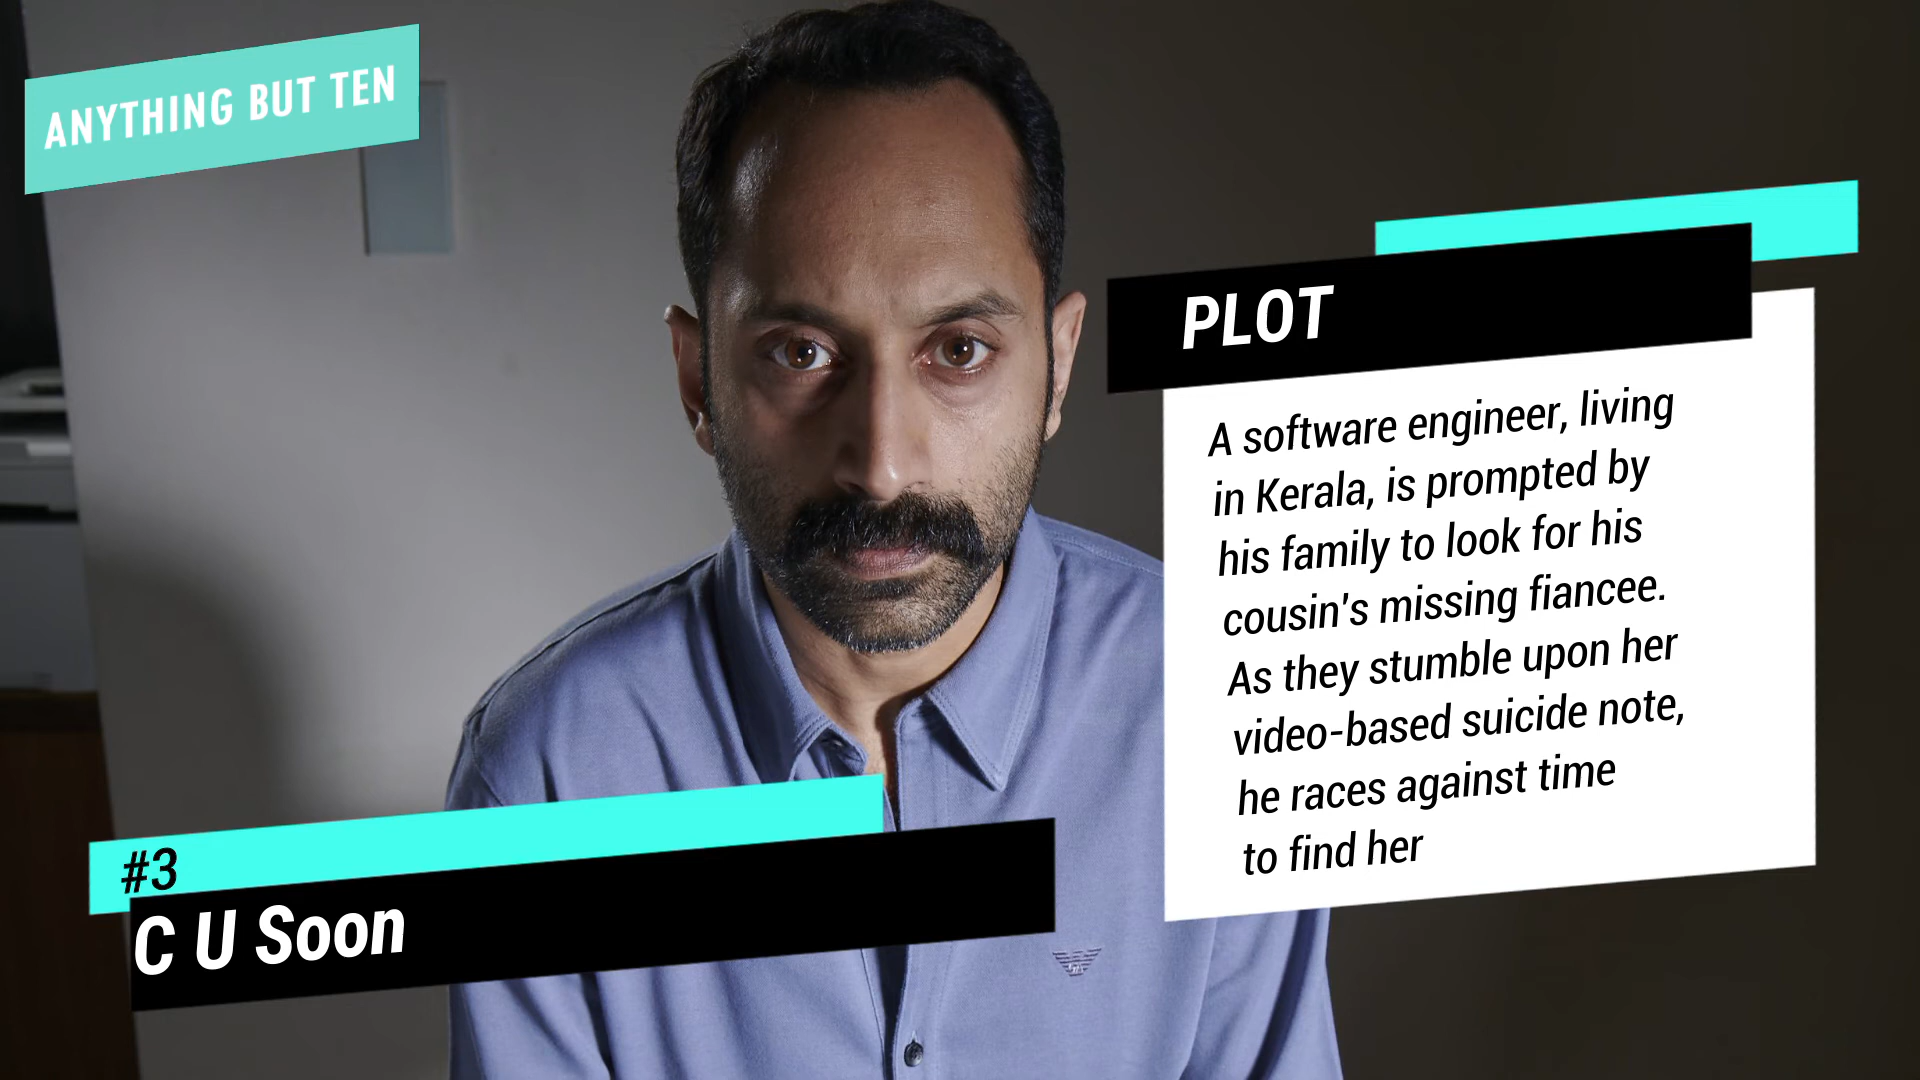 ANYTHING BUT TEN
PLOT
A software engineer, living
in Kerala, is prompted by
his family to look for his
cousin's missing fiancee.
As they stumble upon her
video-based suicide note,
he races against time
to find her
#3
C U Soon